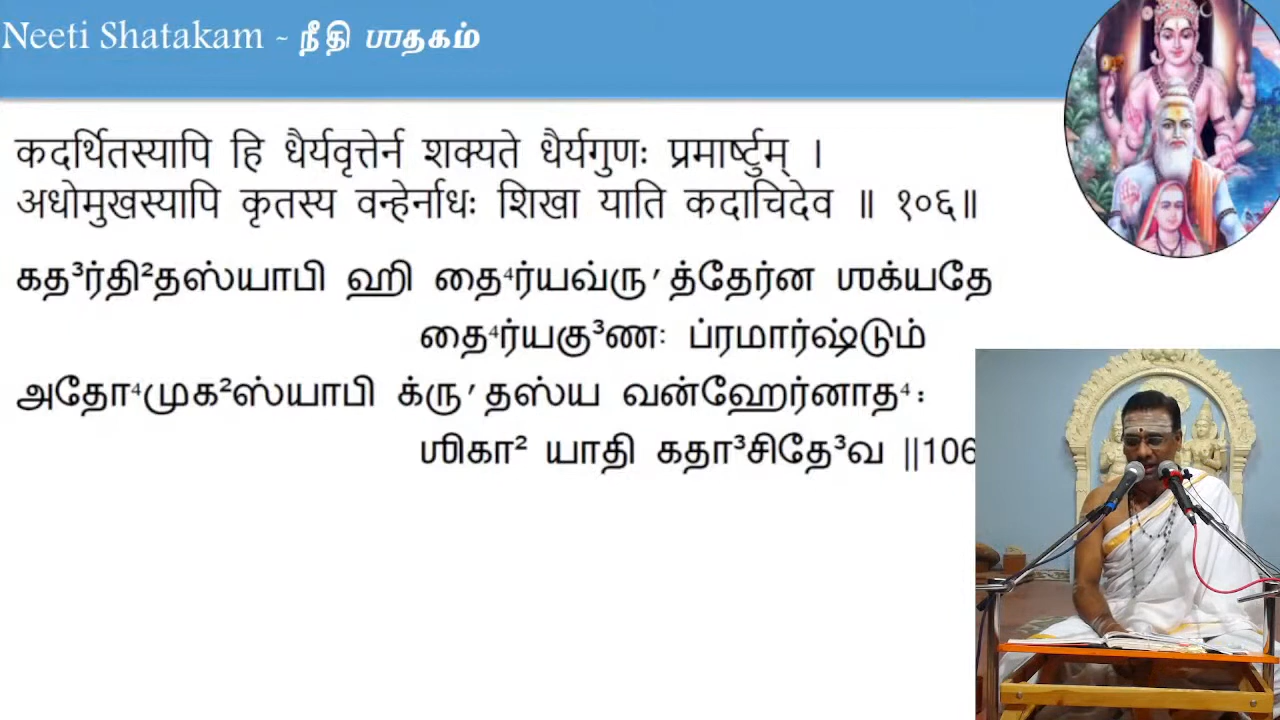 Neeti Shatakam - நீதி ஶதகம்
कदर्थितस्यापि हि धैर्यवृत्तेर्न शक्यते धैर्यगुणः प्रमार्ष्टुम् ।
अधोमुखस्यापि कृतस्य वन्हेर्नाधः शिखा याति कदाचिदेव ॥ १०६॥
கத³ர்தி²தஸ்யாபி ஹி தை⁴ர்யவ்ரு’த்தேர்ன ஶக்யதே
தை⁴ர்யகு³ண: ப்ரமார்ஷ்டும்
அதோ⁴முக²ஸ்யாபி க்ரு’தஸ்ய வன்ஹேர்னாத⁴:
ஶிகா² யாதி கதா³சிதே³வ ||106